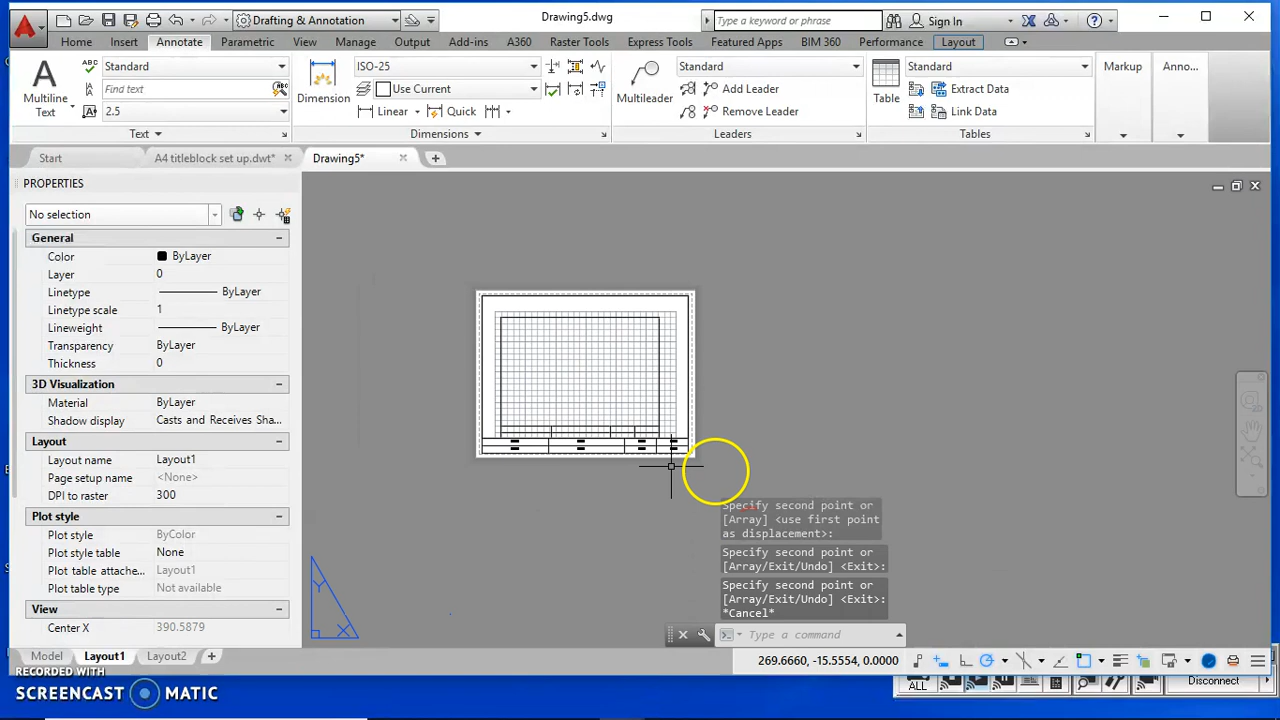 Drafting & Annotation
Drawing5.dwg
Type a keyword or phrase
Sign In
Home Insert Annotate Parametric View Manage Output Add-ins A360 Raster Tools Express Tools Featured Apps BIM 360 Performance Layout
Multiline
Text
ABC
Standard
Find text
2.5
Text
Dimension
ISO-25
Use Current
Linear
Quick
Dimensions
Multileader
Standard
Add Leader
Remove Leader
Leaders
Table
Standard
Extract Data
Link Data
Tables
Markup
Anno...
Start
A4 titleblock set up.dwt*
Drawing5*
PROPERTIES
No selection
General
Color ByLayer
Layer 0
Linetype ByLayer
Linetype scale 1
Lineweight ByLayer
Transparency ByLayer
Thickness 0
3D Visualization
Material ByLayer
Shadow display Casts and Receives Sha...
Layout
Layout name Layout1
Page setup name <None>
DPI to raster 300
Plot style
Plot style ByColor
Plot style table None
Plot table attache... Layout1
Plot table type Not available
View
Center X 390.5879
Y
X
Specify second point or
[Array] <use first point
as displacement>:
Specify second point or
[Array/Exit/Undo] <Exit>:
Specify second point or
[Array/Exit/Undo] <Exit>:
*Cancel*
Type a command
Model Layout1 Layout2
269.6660, -15.5554, 0.0000
RECORDED WITH
SCREENCAST MATIC
ALL
Disconnect